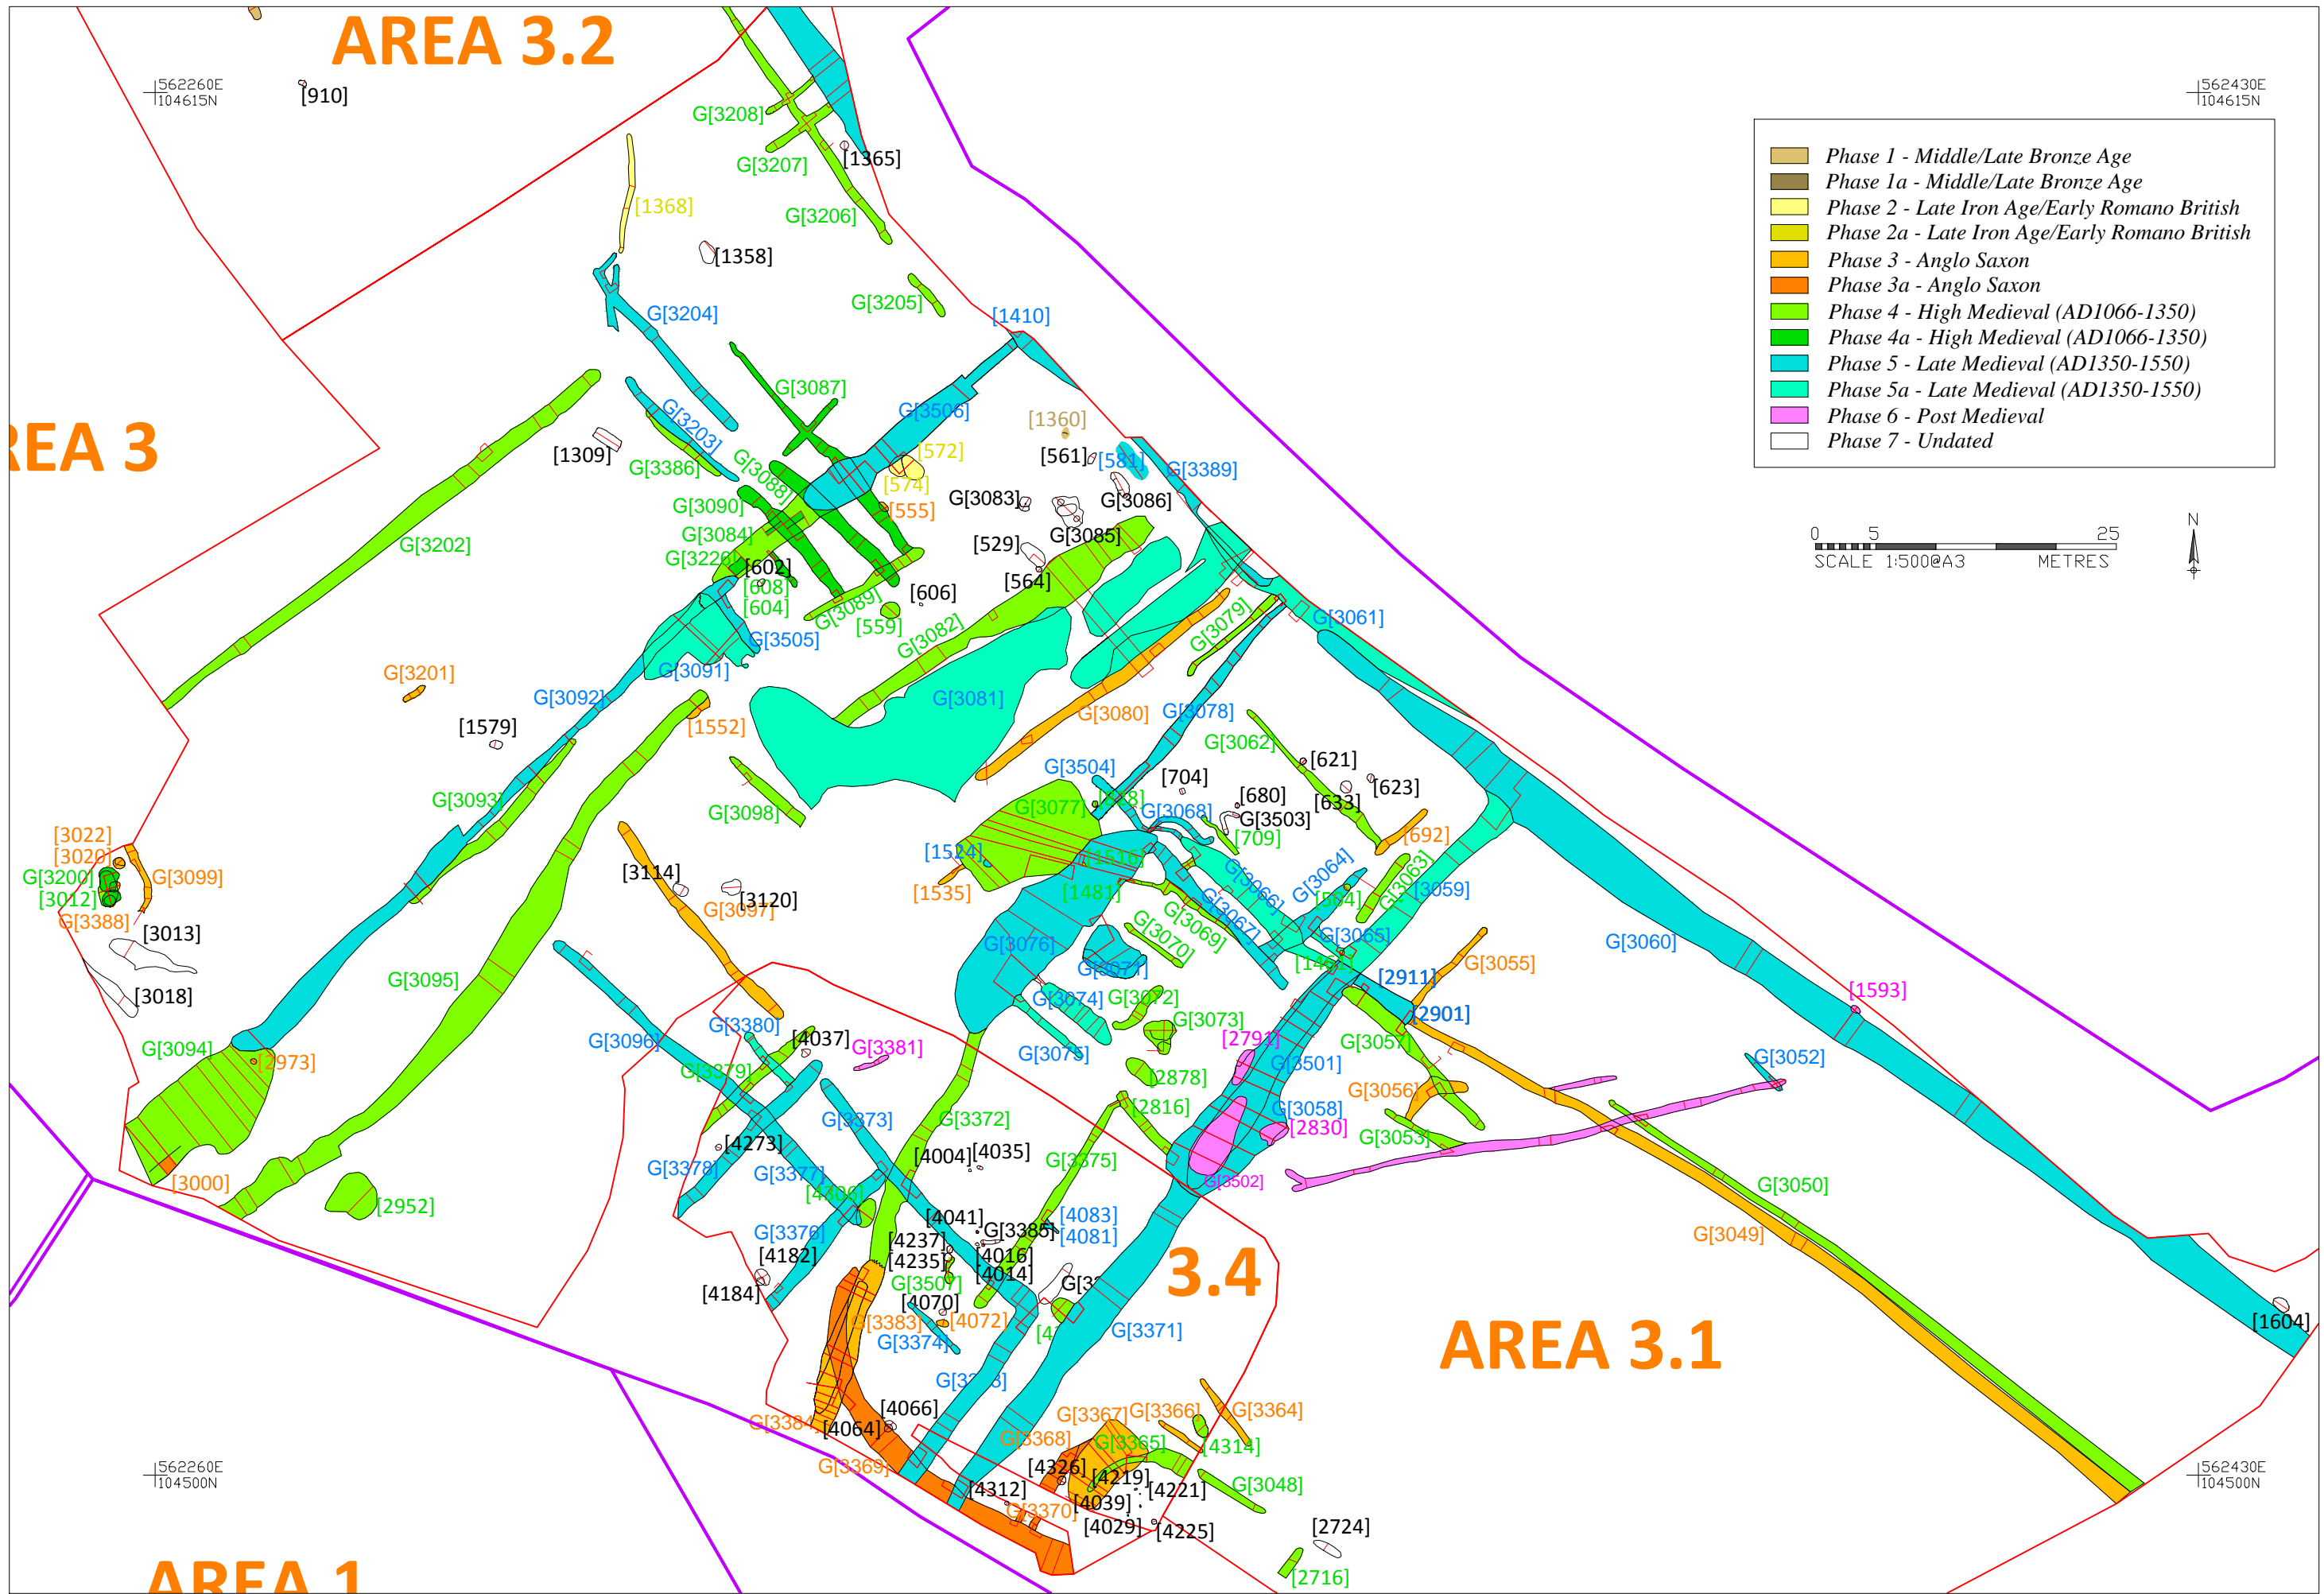 AREA 3.2
562260E
104615N
[910]
562430E
104615N
G[3208]
G[3207]
[1365]
G[3206]
[1368]
[1358]
Phase 1 - Middle/Late Bronze Age
Phase 1a - Middle/Late Bronze Age
Phase 2 - Late Iron Age/Early Romano British
Phase 2a - Late Iron Age/Early Romano British
Phase 3 - Anglo Saxon
Phase 3a - Anglo Saxon
Phase 4 - High Medieval (AD1066-1350)
Phase 4a - High Medieval (AD1066-1350)
Phase 5 - Late Medieval (AD1350-1550)
Phase 5a - Late Medieval (AD1350-1550)
Phase 6 - Post Medieval
Phase 7 - Undated
0 5 25
SCALE 1:500@A3 METRES
N
G[3205]
G[3204]
[1410]
G[3087]
G[3506]
G[3203]
[1360]
REA 3
[1309]
G[3386]
G[3088]
[572]
[574]
[561]
[581]
G[3389]
G[3090]
[555]
G[3083]
G[3086]
G[3084]
G[3085]
G[3202]
G[3226]
[529]
[602]
[564]
[608]
[604]
[606]
G[3089]
[559]
G[3082]
G[3079]
G[3061]
G[3505]
G[3091]
G[3201]
G[3092]
G[3081]
G[3080]
G[3078]
[1579]
[1552]
G[3062]
[621]
G[3504]
[704]
[623]
G[3093]
G[3098]
G[3077]
[680]
[633]
G[3068]
G[3503]
[709]
[692]
[3022]
[3020]
G[3200]
[3012]
G[3099]
G[3388]
[1524]
[1516]
[1535]
[1481]
[3114]
[3120]
G[3097]
G[3066]
G[3064]
G[3063]
[3059]
G[3067]
G[3069]
G[3070]
[3013]
[3018]
G[3076]
G[3065]
G[3060]
G[3055]
[2911]
G[3095]
G[3074]
G[3072]
[1593]
G[3073]
[2901]
G[3096]
G[3380]
[4037]
G[3381]
G[3075]
[2791]
G[3057]
G[3094]
[2973]
G[3501]
G[3052]
G[3379]
[2878]
G[3056]
G[3373]
G[3372]
[2816]
G[3058]
[2830]
G[3053]
[4273]
[4004]
[4035]
G[3375]
G[3378]
G[3377]
[3000]
G[3502]
G[3050]
[2952]
[4306]
[4041]
G[3385]
[4083]
[4081]
G[3376]
[4237]
[4235]
[4182]
[4016]
[4014]
G[3049]
G[3507]
[4184]
[4070]
3.4
G[3383]
[4072]
G[3374]
G[3371]
[1604]
AREA 3.1
G[3384]
[4066]
[4064]
G[3367]
G[3366]
G[3364]
G[3368]
G[3365]
[4314]
G[3369]
[4326]
[4219]
G[3048]
[4312]
[4221]
G[3370]
[4039]
[4029]
[4225]
[2724]
[2716]
562260E
104500N
562430E
104500N
AREA 1